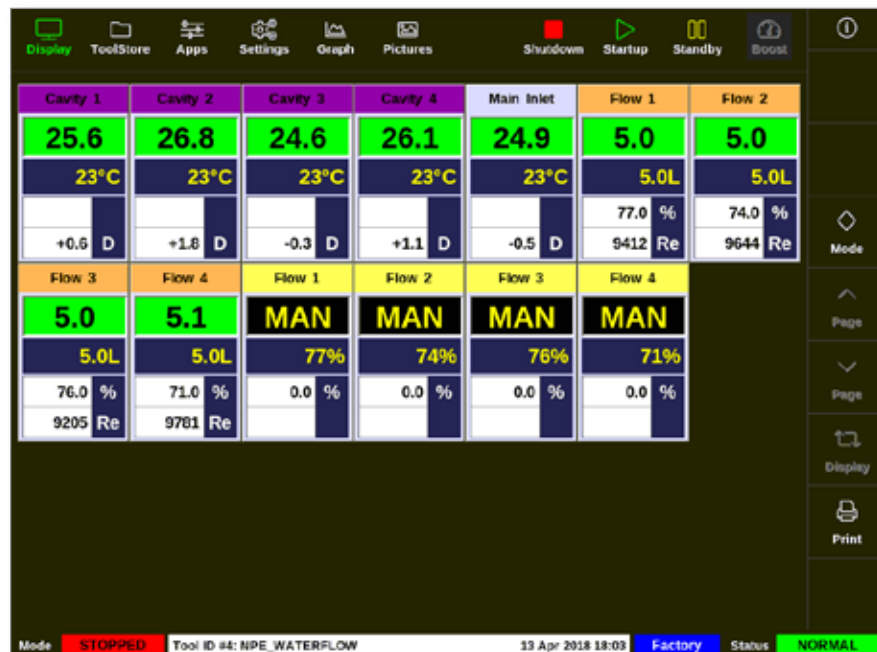 Display ToolStore Apps Settings Graph Pictures Shutdown Startup Standby Boost
Cavity 1 Cavity 2 Cavity 3 Cavity 4 Main Inlet Flow 1 Flow 2
25.6 26.8 24.6 26.1 24.9 5.0 5.0
23°C 23°C 23°C 23°C 23°C 5.0L 5.0L
77.0 % 74.0 %
+0.6 D +1.8 D -0.3 D +1.1 D -0.5 D 9412 Re 9644 Re
Mode
Flow 3 Flow 4 Flow 1 Flow 2 Flow 3 Flow 4
5.0 5.1 MAN MAN MAN MAN
Page
5.0L 5.0L 77% 74% 76% 71%
76.0 % 71.0 % 0.0 % 0.0 % 0.0 % 0.0 %
Page
9205 Re 9781 Re
Display
Print
Mode STOPPED Tool ID #4: NPE_WATERFLOW 13 Apr 2018 18:03 Factory Status NORMAL